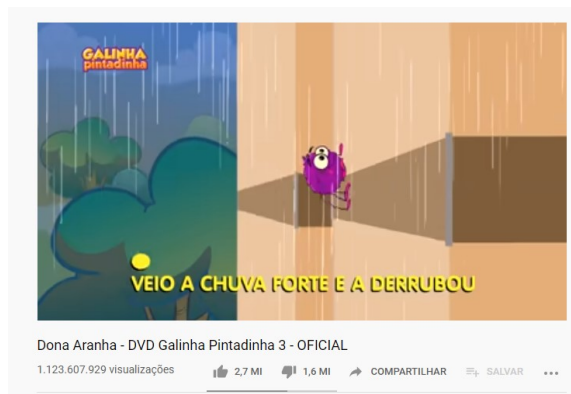 GALINHA
pintadinha
VEIO A CHUVA FORTE E A DERRUBOU
Dona Aranha - DVD Galinha Pintadinha 3 - OFICIAL
1.123.607.929 visualizações 2,7 MI 1,6 MI COMPARTILHAR SALVAR